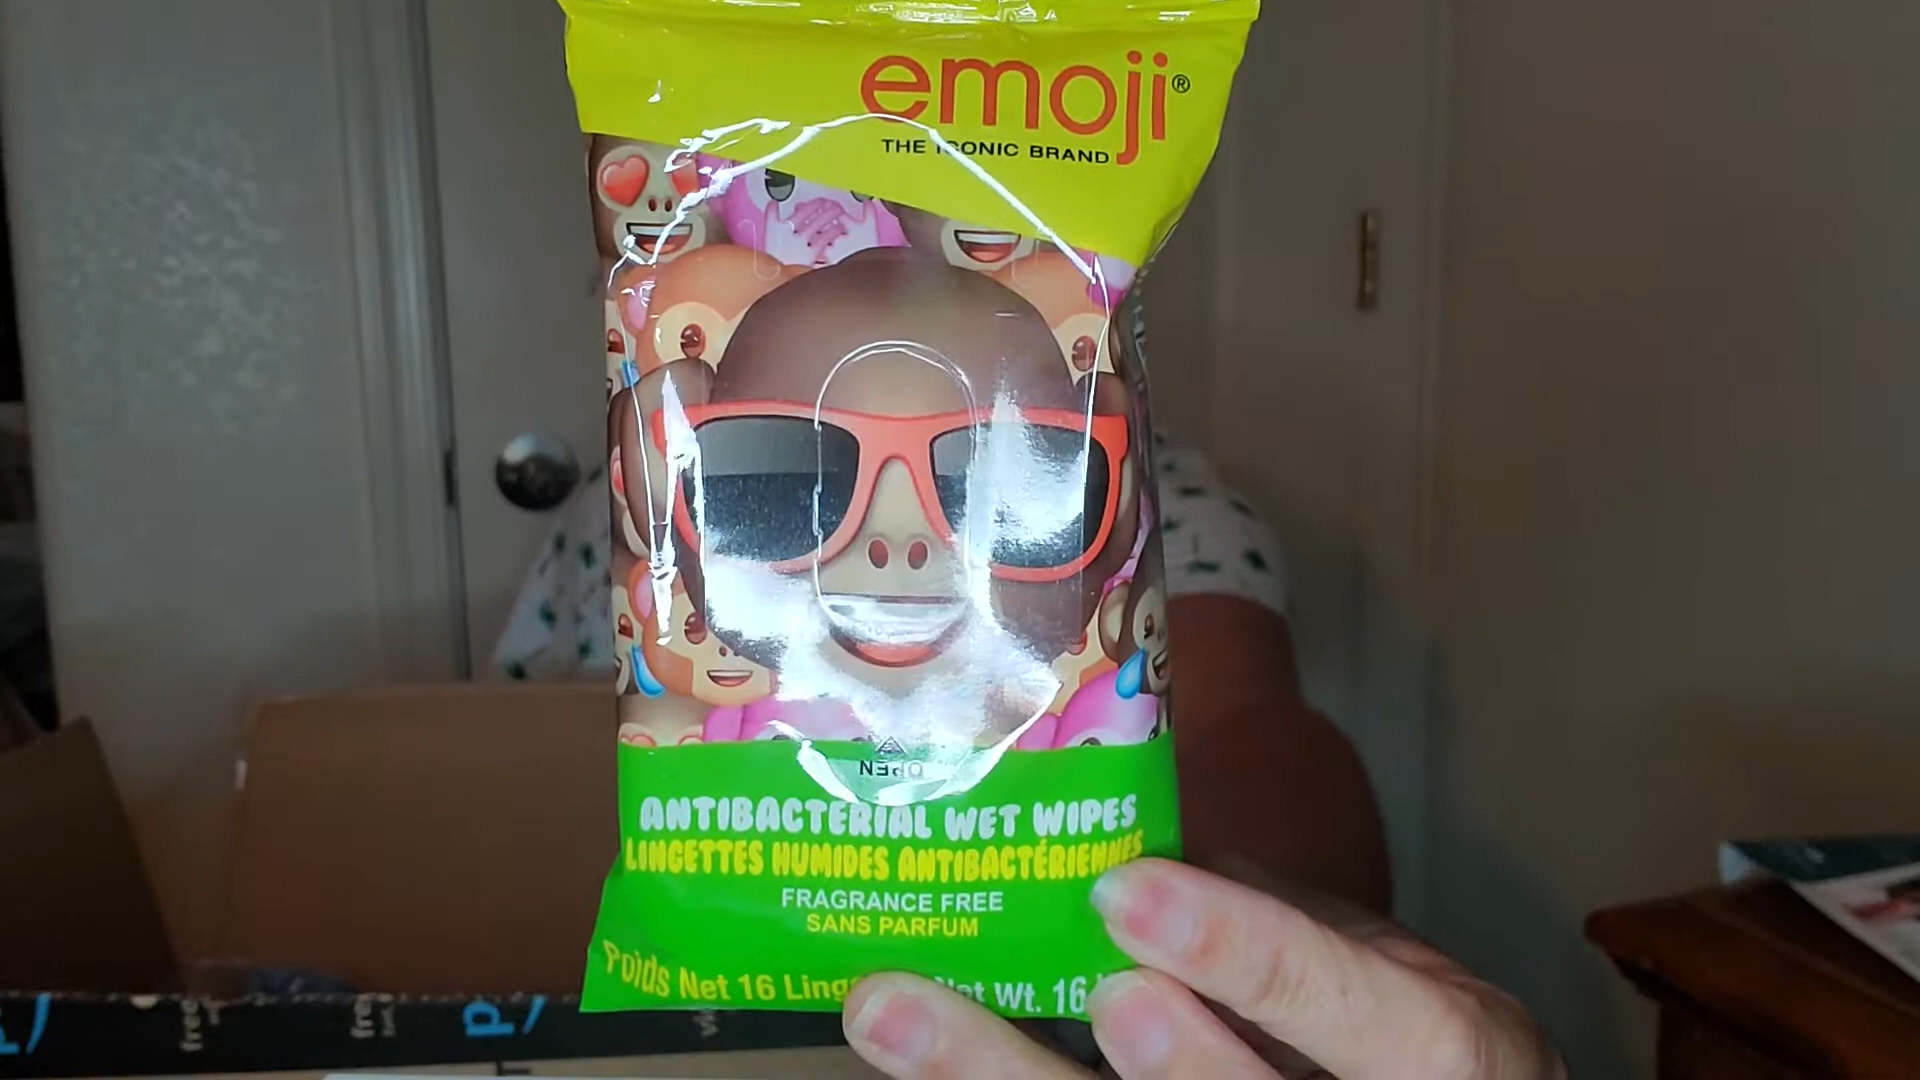 emoji®
THE ICONIC BRAND
OPEN
ANTIBACTERIAL WET WIPES
LINGETTES HUMIDES ANTIBACTÉRIENNES
FRAGRANCE FREE
SANS PARFUM
Poids Net 16 Net Wt. 16
free